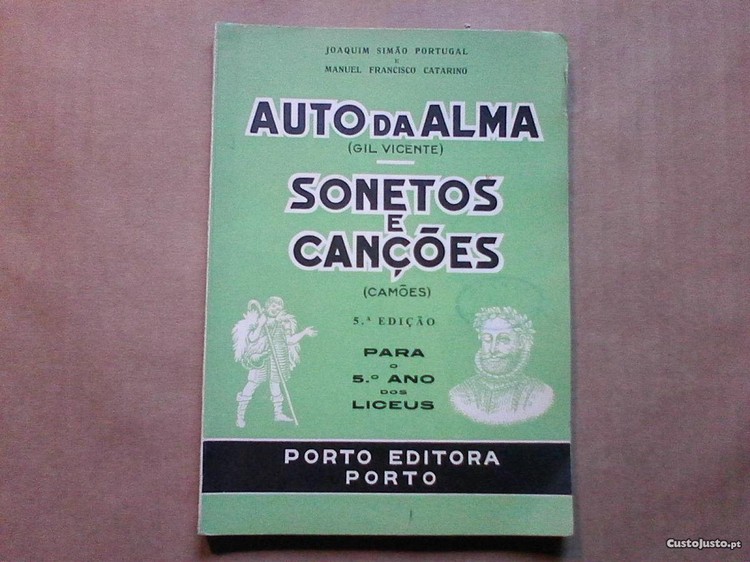 JOAQUIM SIMÃO PORTUGAL
E
MANUEL FRANCISCO CATARINO
AUTO DA ALMA
(GIL VICENTE)
SONETOS
E
CANÇÕES
(CAMÕES)
5.ª EDIÇÃO
PARA
O
5.º ANO
DOS
LICEUS
PORTO EDITORA
PORTO
CustoJusto.pt